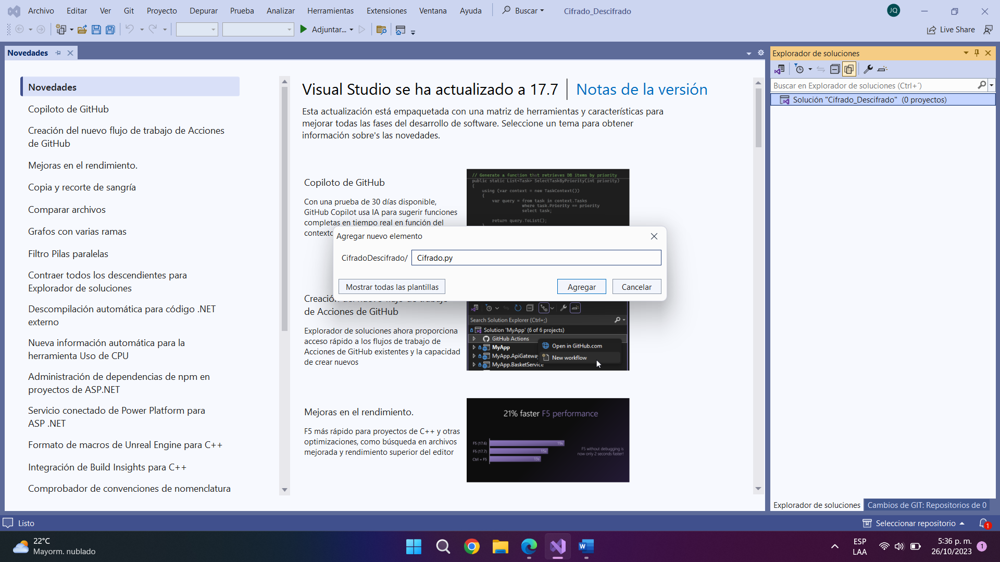 Archivo Editar Ver Git Proyecto Depurar Prueba Analizar Herramientas Extensiones Ventana Ayuda Buscar Cifrado_Descifrado JQ
Adjuntar... Live Share
Novedades
Novedades
Copiloto de GitHub
Creación del nuevo flujo de trabajo de Acciones
de GitHub
Mejoras en el rendimiento.
Copia y recorte de sangría
Comparar archivos
Grafos con varias ramas
Filtro Pilas paralelas
Contraer todos los descendientes para
Explorador de soluciones
Descompilación automática para código .NET
externo
Nueva información automática para la
herramienta Uso de CPU
Administración de dependencias de npm en
proyectos de ASP.NET
Servicio conectado de Power Platform para
ASP .NET
Formato de macros de Unreal Engine para C++
Integración de Build Insights para C++
Comprobador de convenciones de nomenclatura
Visual Studio se ha actualizado a 17.7 Notas de la versión
Esta actualización está empaquetada con una matriz de herramientas y características para
mejorar todas las fases del desarrollo de software. Seleccione un tema para obtener
información sobre's las novedades.
Copiloto de GitHub
Con una prueba de 30 días disponible,
GitHub Copilot usa IA para sugerir funciones
completas en tiempo real en función del
contexto
// Generate a function that retrieves DB items by priority
public static List<Task> SelectTaskByPriority(int priority)
{
using (var context = new TaskContext())
{
var query = from task in context.Tasks
where task.Priority == priority
select task;
return query.ToList();
}
Agregar nuevo elemento
CifradoDescifrado/ Cifrado.py
Mostrar todas las plantillas Agregar Cancelar
Creación del nuevo flujo de trabajo
de Acciones de GitHub
Explorador de soluciones ahora proporciona
acceso rápido a los flujos de trabajo de
Acciones de GitHub existentes y la capacidad
de crear nuevos
Search Solution Explorer (Ctrl+;)
Solution 'MyApp' (6 of 6 projects)
GitHub Actions
MyApp
MyApp.ApiGateway
MyApp.BasketService
Open in GitHub.com
New workflow
Mejoras en el rendimiento.
F5 más rápido para proyectos de C++ y otras
optimizaciones, como búsqueda en archivos
mejorada y rendimiento superior del editor
21% faster F5 performance
F5 (17.6) 19s
F5 (17.7) 15s
Ctrl + F5 13s
F5 without debugging is
now only 2 seconds faster!
Explorador de soluciones
Buscar en Explorador de soluciones (Ctrl+´)
Solución "Cifrado_Descifrado" (0 proyectos)
Explorador de soluciones Cambios de GIT: Repositorios de 0
Listo Seleccionar repositorio 1
22°C
Mayorm. nublado
W
ESP
LAA
5:36 p. m.
26/10/2023
1